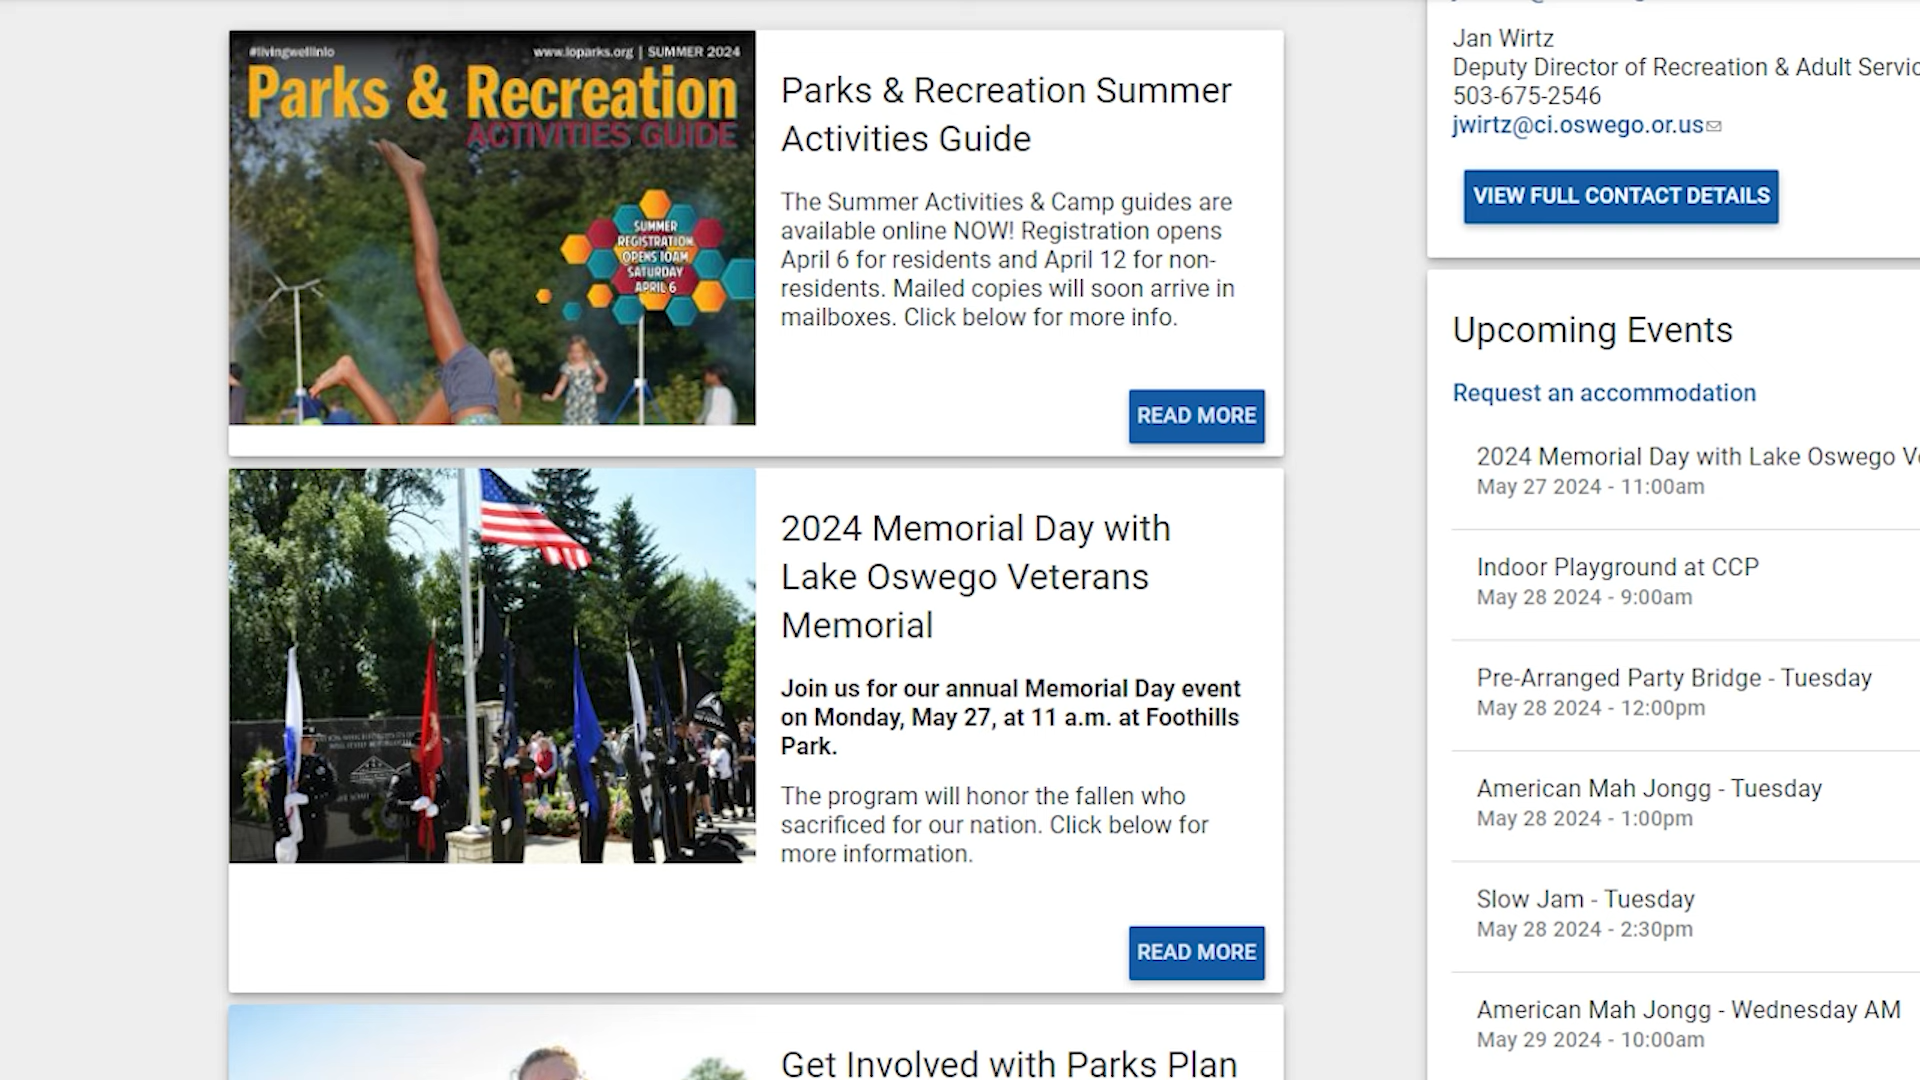 #livingwellinlo
www.loparks.org | SUMMER 2024
Parks & Recreation
ACTIVITIES GUIDE
SUMMER
REGISTRATION
OPENS 10AM
SATURDAY
APRIL 6
Parks & Recreation Summer
Activities Guide
The Summer Activities & Camp guides are
available online NOW! Registration opens
April 6 for residents and April 12 for non-
residents. Mailed copies will soon arrive in
mailboxes. Click below for more info.
READ MORE
2024 Memorial Day with
Lake Oswego Veterans
Memorial
Join us for our annual Memorial Day event
on Monday, May 27, at 11 a.m. at Foothills
Park.
The program will honor the fallen who
sacrificed for our nation. Click below for
more information.
READ MORE
Get Involved with Parks Plan
Jan Wirtz
Deputy Director of Recreation & Adult Servic
503-675-2546
jwirtz@ci.oswego.or.us
VIEW FULL CONTACT DETAILS
Upcoming Events
Request an accommodation
2024 Memorial Day with Lake Oswego Ve
May 27 2024 - 11:00am
Indoor Playground at CCP
May 28 2024 - 9:00am
Pre-Arranged Party Bridge - Tuesday
May 28 2024 - 12:00pm
American Mah Jongg - Tuesday
May 28 2024 - 1:00pm
Slow Jam - Tuesday
May 28 2024 - 2:30pm
American Mah Jongg - Wednesday AM
May 29 2024 - 10:00am